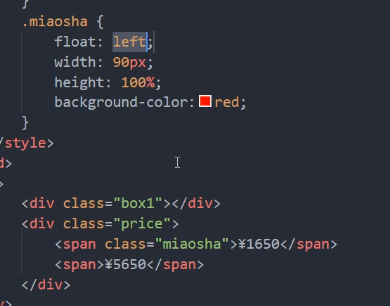 }
.miaosha {
float: left;
width: 90px;
height: 100%;
background-color: red;
}
/style>
d>
>
<div class="box1"></div>
<div class="price">
<span class="miaosha">¥1650</span>
<span>¥5650</span>
</div>